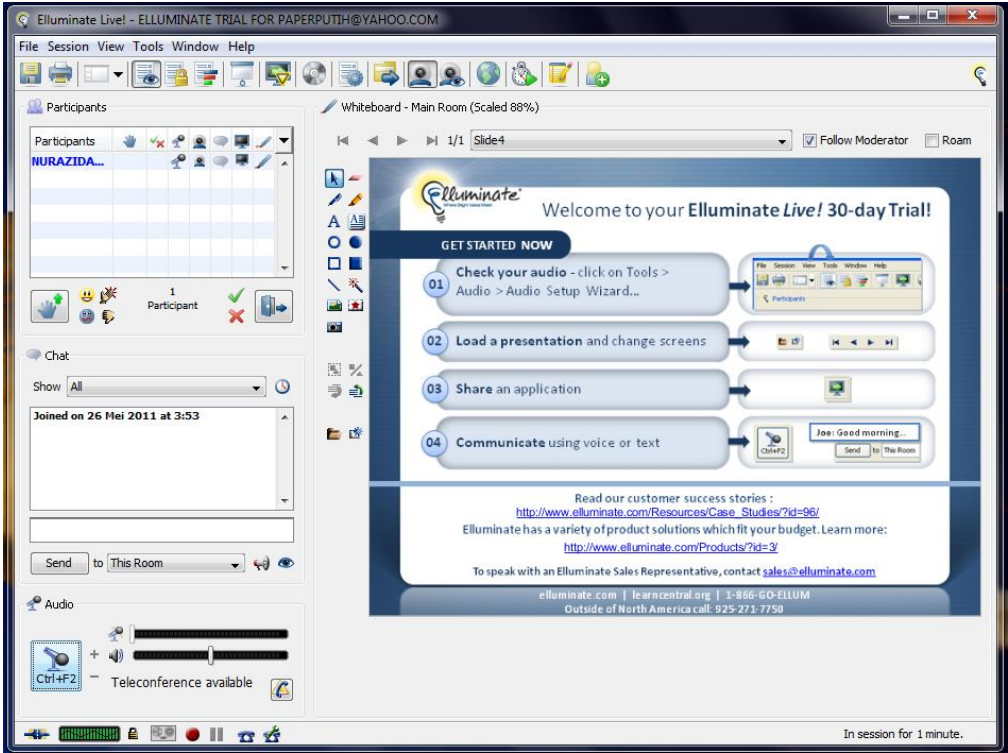 Elluminate Live! - ELLUMINATE TRIAL FOR PAPERPUTIH@YAHOO.COM
File Session View Tools Window Help
Participants
Participants
NURAZIDA...
1
Participant
Chat
Show All
Joined on 26 Mei 2011 at 3:53
Send to This Room
Audio
Ctrl+F2
+
-
Teleconference available
Whiteboard - Main Room (Scaled 88%)
1/1 Slide4 Follow Moderator Roam
A A
Elluminate
Welcome to your Elluminate Live! 30-day Trial!
GET STARTED NOW
01 Check your audio - click on Tools >
Audio > Audio Setup Wizard...
File Session View Tools Window Help
Participants
02 Load a presentation and change screens
03 Share an application
04 Communicate using voice or text
Ctrl+F2
Joe: Good morning...
Send to This Room
Read our customer success stories :
http://www.elluminate.com/Resources/Case_Studies/?id=96/
Elluminate has a variety of product solutions which fit your budget. Learn more:
http://www.elluminate.com/Products/?id=3/
To speak with an Elluminate Sales Representative, contact sales@elluminate.com
elluminate.com | learncentral.org | 1-866-GO-ELLUM
Outside of North America call: 925-271-7750
In session for 1 minute.